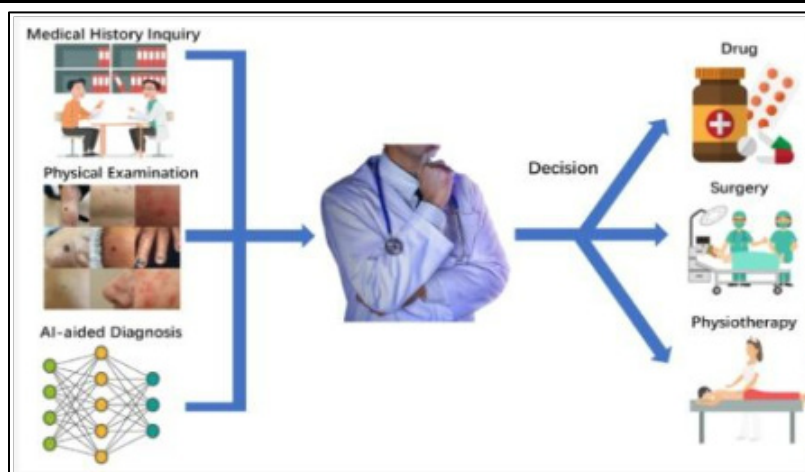 Medical History Inquiry
Physical Examination
AI-aided Diagnosis
Decision
Drug
Surgery
Physiotherapy